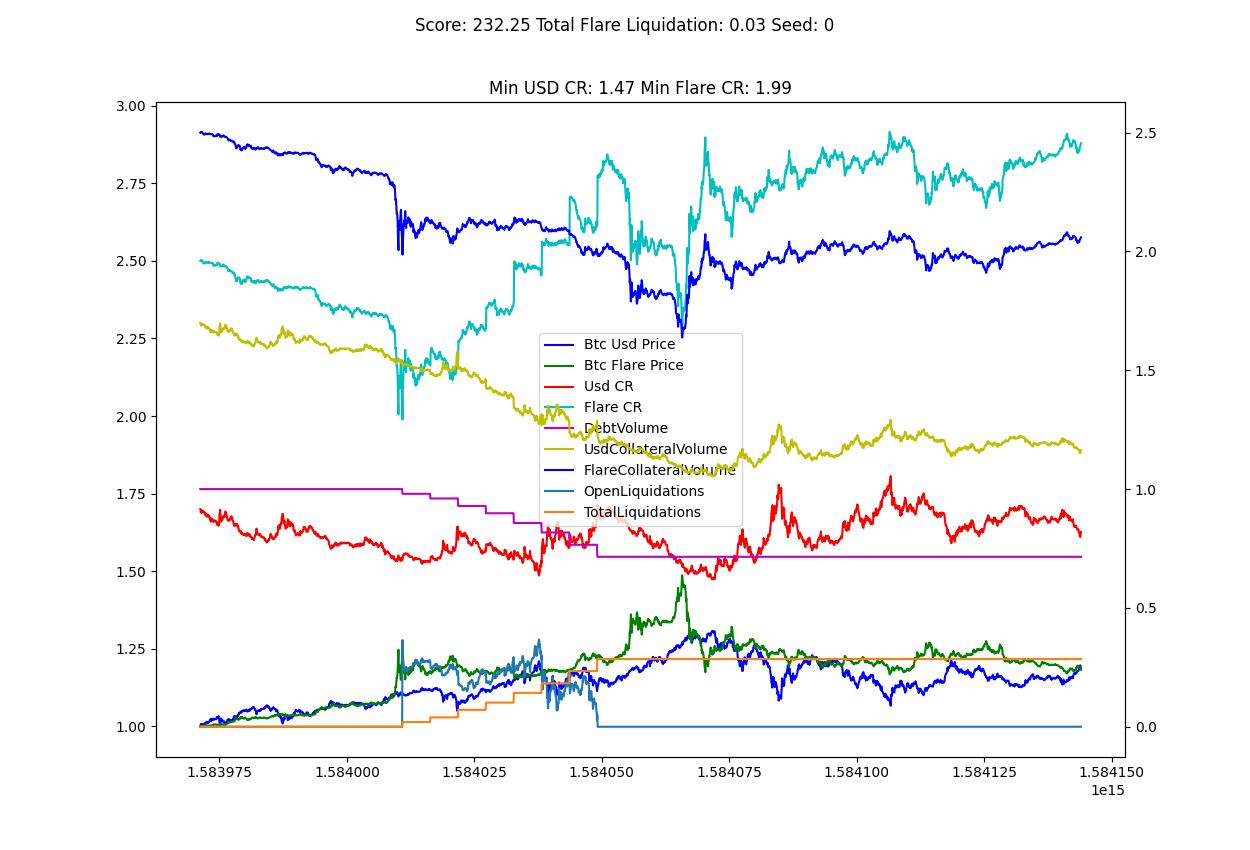 Score: 232.25 Total Flare Liquidation: 0.03 Seed: 0
Min USD CR: 1.47 Min Flare CR: 1.99
3.00
2.75
2.50
2.25
2.00
1.75
1.50
1.25
1.00
2.5
2.0
1.5
1.0
0.5
0.0
Btc Usd Price
Btc Flare Price
Usd CR
Flare CR
DebtVolume
UsdCollateralVolume
FlareCollateralVolume
OpenLiquidations
TotalLiquidations
1.583975 1.584000 1.584025 1.584050 1.584075 1.584100 1.584125 1.584150
1e15